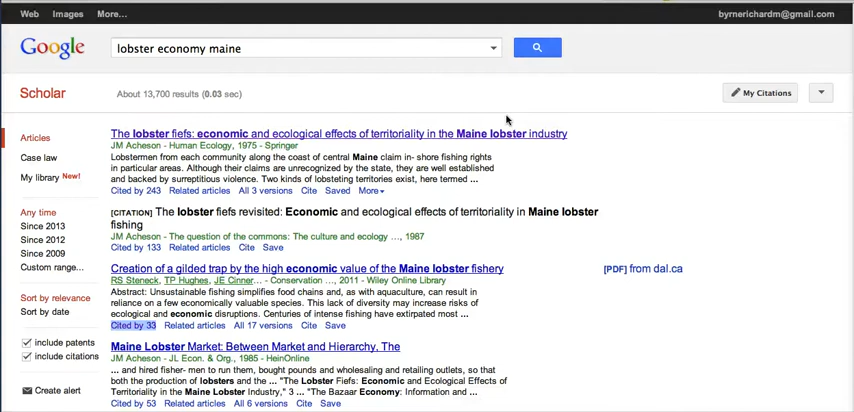 Web Images More... byrnerichardm@gmail.com
Google lobster economy maine
Scholar About 13,700 results (0.03 sec) My Citations
Articles
Case law
My library New!
Any time
Since 2013
Since 2012
Since 2009
Custom range...
Sort by relevance
Sort by date
include patents
include citations
Create alert
The lobster fiefs: economic and ecological effects of territoriality in the Maine lobster industry
JM Acheson - Human Ecology, 1975 - Springer
Lobstermen from each community along the coast of central Maine claim in- shore fishing rights
in particular areas. Although their claims are unrecognized by the state, they are well established
and backed by surreptitious violence. Two kinds of lobsteting territories exist, here termed ...
Cited by 243 Related articles All 3 versions Cite Saved More
[CITATION] The lobster fiefs revisited: Economic and ecological effects of territoriality in Maine lobster
fishing
JM Acheson - The question of the commons: The culture and ecology ..., 1987
Cited by 133 Related articles Cite Save
Creation of a gilded trap by the high economic value of the Maine lobster fishery
RS Steneck, TP Hughes, JE Cinner... - Conservation ..., 2011 - Wiley Online Library
Abstract: Unsustainable fishing simplifies food chains and, as with aquaculture, can result in
reliance on a few economically valuable species. This lack of diversity may increase risks of
ecological and economic disruptions. Centuries of intense fishing have extirpated most ...
Cited by 33 Related articles All 17 versions Cite Save
[PDF] from dal.ca
Maine Lobster Market: Between Market and Hierarchy, The
JM Acheson - JL Econ. & Org., 1985 - HeinOnline
... and hired fisher- men to run them, bought pounds and wholesaling and retailing outlets, so that
both the production of lobsters and the ... "The Lobster Fiefs: Economic and Ecological Effects of
Territoriality in the Maine Lobster Industry," 3 ... "The Bazaar Economy: Information and ...
Cited by 53 Related articles All 6 versions Cite Save